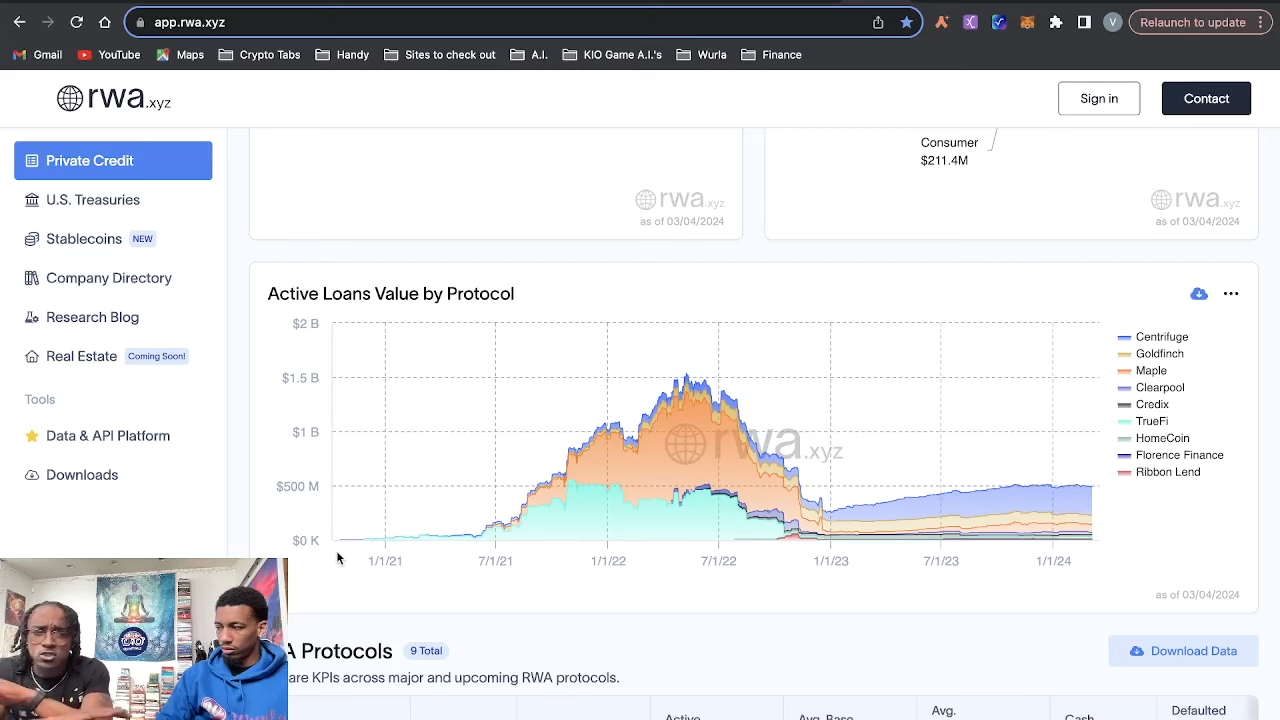 app.rwa.xyz
V
Relaunch to update
Gmail
YouTube
Maps
Crypto Tabs
Handy
Sites to check out
A.I.
KIO Game A.I.'s
Wurla
Finance
rwa.xyz
Sign in
Contact
Private Credit
U.S. Treasuries
Stablecoins NEW
Company Directory
Research Blog
Real Estate Coming Soon!
Tools
Data & API Platform
Downloads
rwa.xyz
as of 03/04/2024
Consumer
$211.4M
rwa.xyz
as of 03/04/2024
Active Loans Value by Protocol
$2 B
$1.5 B
$1 B
$500 M
$0 K
rwa.xyz
1/1/21
7/1/21
1/1/22
7/1/22
1/1/23
7/1/23
1/1/24
Centrifuge
Goldfinch
Maple
Clearpool
Credix
TrueFi
HomeCoin
Florence Finance
Ribbon Lend
as of 03/04/2024
A Protocols 9 Total
are KPIs across major and upcoming RWA protocols.
Download Data
Active
Avg. Base
Avg.
Cash
Defaulted